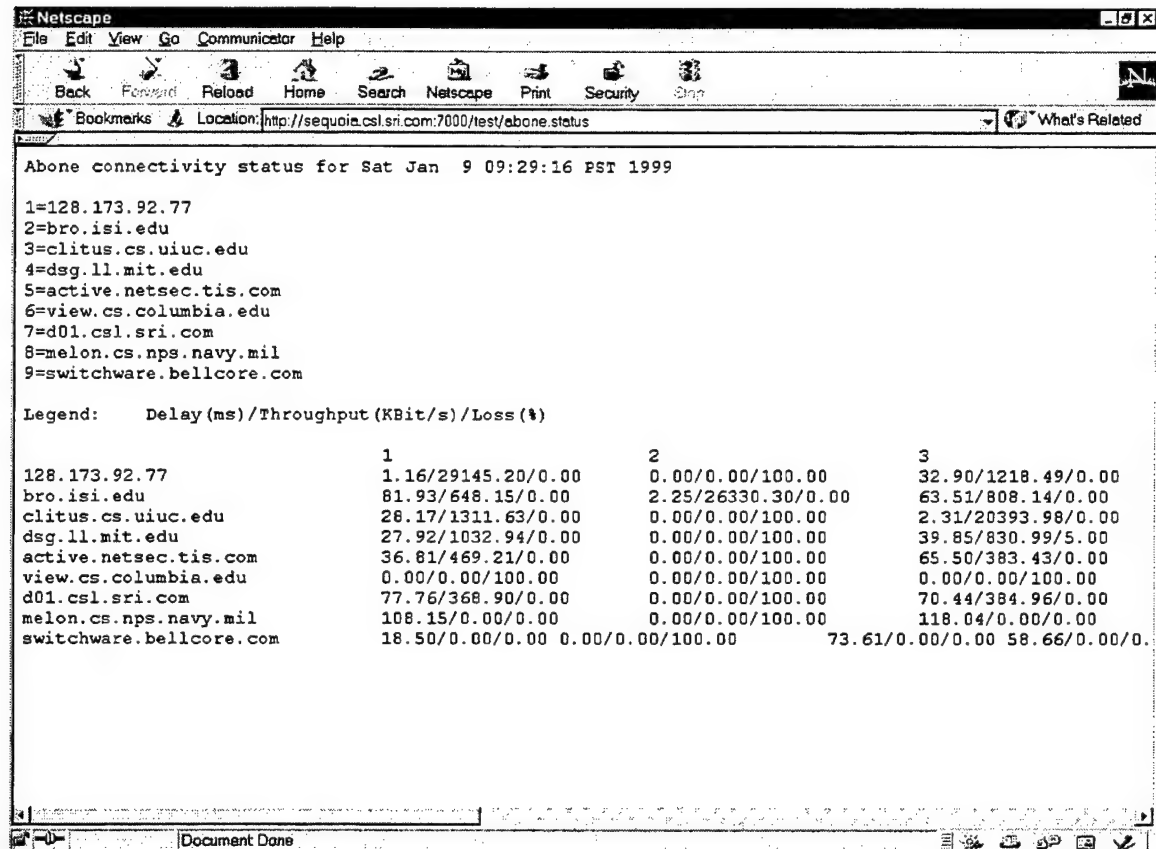 Netscape
File Edit View Go Communicator Help
Back Forward Reload Home Search Netscape Print Security Stop
Bookmarks Location: http://sequoia.csl.sri.com:7000/test/abone.status What's Related
Abone connectivity status for Sat Jan 9 09:29:16 PST 1999
1=128.173.92.77
2=bro.isi.edu
3=clitus.cs.uiuc.edu
4=dsg.ll.mit.edu
5=active.netsec.tis.com
6=view.cs.columbia.edu
7=d01.csl.sri.com
8=melon.cs.nps.navy.mil
9=switchware.bellcore.com
Legend: Delay(ms)/Throughput(KBit/s)/Loss(%)
1 2 3
128.173.92.77 1.16/29145.20/0.00 0.00/0.00/100.00 32.90/1218.49/0.00
bro.isi.edu 81.93/648.15/0.00 2.25/26330.30/0.00 63.51/808.14/0.00
clitus.cs.uiuc.edu 28.17/1311.63/0.00 0.00/0.00/100.00 2.31/20393.98/0.00
dsg.ll.mit.edu 27.92/1032.94/0.00 0.00/0.00/100.00 39.85/830.99/5.00
active.netsec.tis.com 36.81/469.21/0.00 0.00/0.00/100.00 65.50/383.43/0.00
view.cs.columbia.edu 0.00/0.00/100.00 0.00/0.00/100.00 0.00/0.00/100.00
d01.csl.sri.com 77.76/368.90/0.00 0.00/0.00/100.00 70.44/384.96/0.00
melon.cs.nps.navy.mil 108.15/0.00/0.00 0.00/0.00/100.00 118.04/0.00/0.00
switchware.bellcore.com 18.50/0.00/0.00 0.00/0.00/100.00 73.61/0.00/0.00 58.66/0.00/0.
Document Done